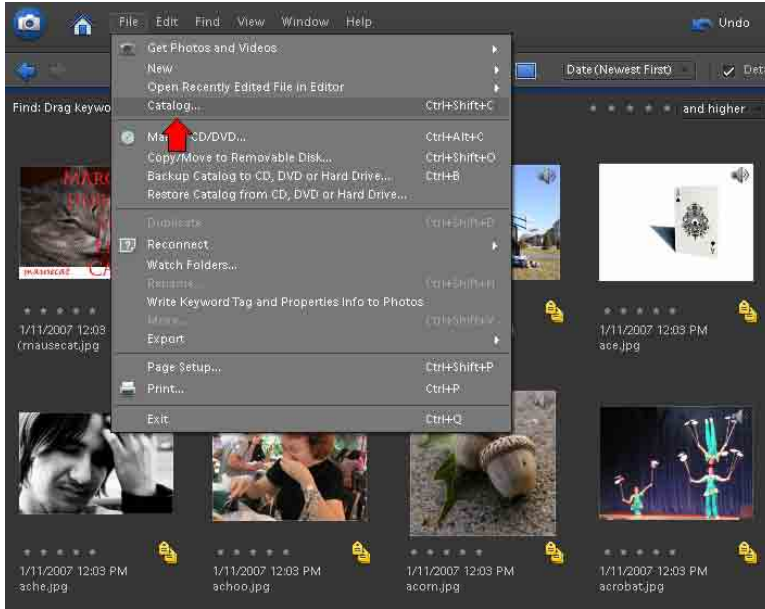 File Edit Find View Window Help
Undo
Get Photos and Videos
New
Open Recently Edited File in Editor
Catalog... Ctrl+Shift+C
CD/DVD... Ctrl+Alt+C
Copy/Move to Removable Disk... Ctrl+Shift+O
Backup Catalog to CD, DVD or Hard Drive... Ctrl+B
Restore Catalog from CD, DVD or Hard Drive...
Duplicate Ctrl+Shift+D
Reconnect
Watch Folders...
Rename... Ctrl+Shift+N
Write Keyword Tag and Properties Info to Photos
Move... Ctrl+Shift+V
Export
Page Setup... Ctrl+Shift+P
Print... Ctrl+P
Exit Ctrl+Q
Date (Newest First)
Find: Drag keywo
and higher
mausecat
1/11/2007 12:03
(mausecat.jpg
1/11/2007 12:03 PM
ace.jpg
1/11/2007 12:03 PM
ache.jpg
1/11/2007 12:03 PM
achoo.jpg
1/11/2007 12:03 PM
acorn.jpg
1/11/2007 12:03 PM
acrobat.jpg